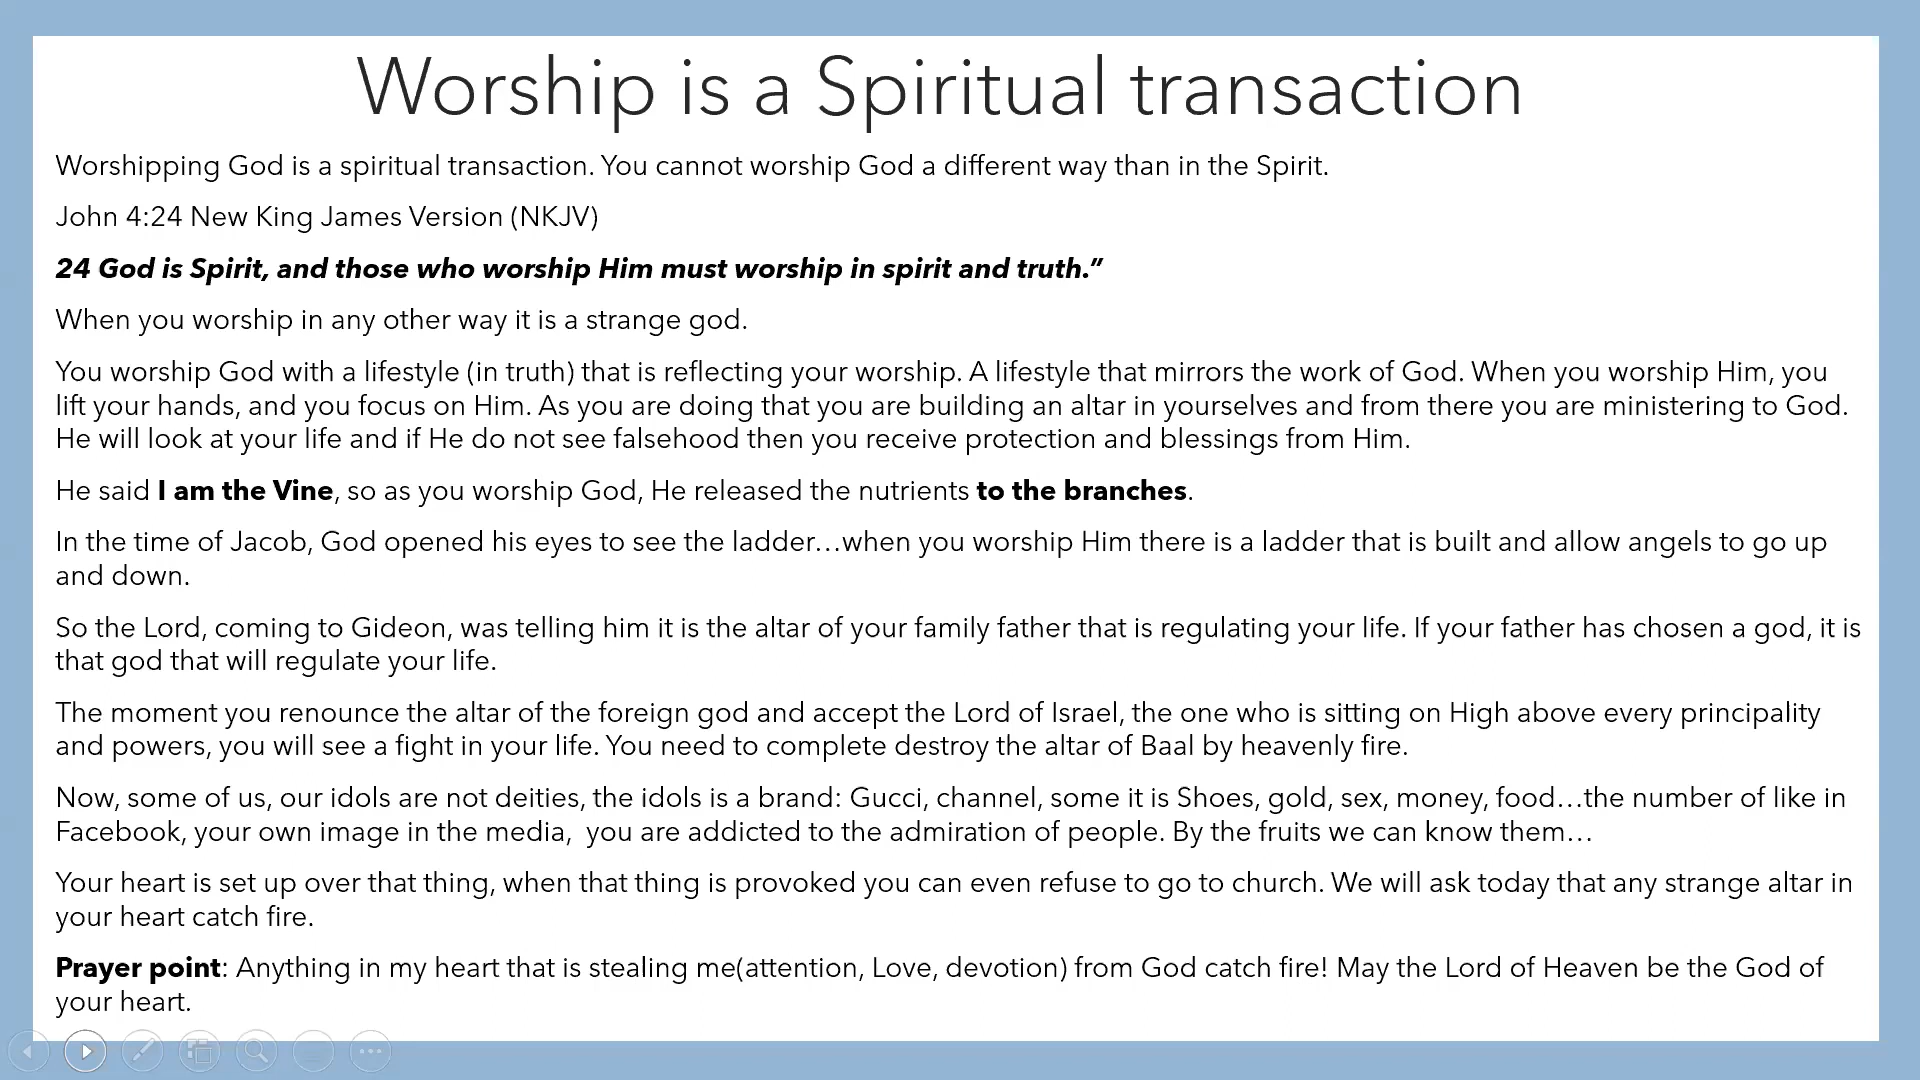 Worship is a Spiritual transaction
Worshipping God is a spiritual transaction. You cannot worship God a different way than in the Spirit.
John 4:24 New King James Version (NKJV)
24 God is Spirit, and those who worship Him must worship in spirit and truth.”
When you worship in any other way it is a strange god.
You worship God with a lifestyle (in truth) that is reflecting your worship. A lifestyle that mirrors the work of God. When you worship Him, you
lift your hands, and you focus on Him. As you are doing that you are building an altar in yourselves and from there you are ministering to God.
He will look at your life and if He do not see falsehood then you receive protection and blessings from Him.
He said I am the Vine, so as you worship God, He released the nutrients to the branches.
In the time of Jacob, God opened his eyes to see the ladder…when you worship Him there is a ladder that is built and allow angels to go up
and down.
So the Lord, coming to Gideon, was telling him it is the altar of your family father that is regulating your life. If your father has chosen a god, it is
that god that will regulate your life.
The moment you renounce the altar of the foreign god and accept the Lord of Israel, the one who is sitting on High above every principality
and powers, you will see a fight in your life. You need to complete destroy the altar of Baal by heavenly fire.
Now, some of us, our idols are not deities, the idols is a brand: Gucci, channel, some it is Shoes, gold, sex, money, food…the number of like in
Facebook, your own image in the media,  you are addicted to the admiration of people. By the fruits we can know them…
Your heart is set up over that thing, when that thing is provoked you can even refuse to go to church. We will ask today that any strange altar in
your heart catch fire.
Prayer point: Anything in my heart that is stealing me(attention, Love, devotion) from God catch fire! May the Lord of Heaven be the God of
your heart.